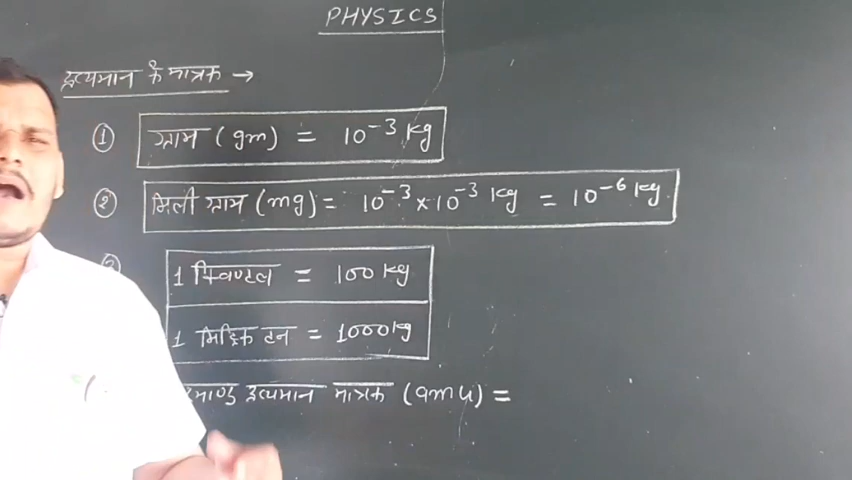 PHYSICS
द्रव्यमान के मात्रक →
① ग्राम (gm) = 10⁻³ kg
② मिली ग्राम (mg) = 10⁻³ × 10⁻³ kg = 10⁻⁶ kg
1 क्विण्टल = 100 kg
1 मिट्रिक टन = 1000 kg
द्रव्यमान मात्रक (amu) =